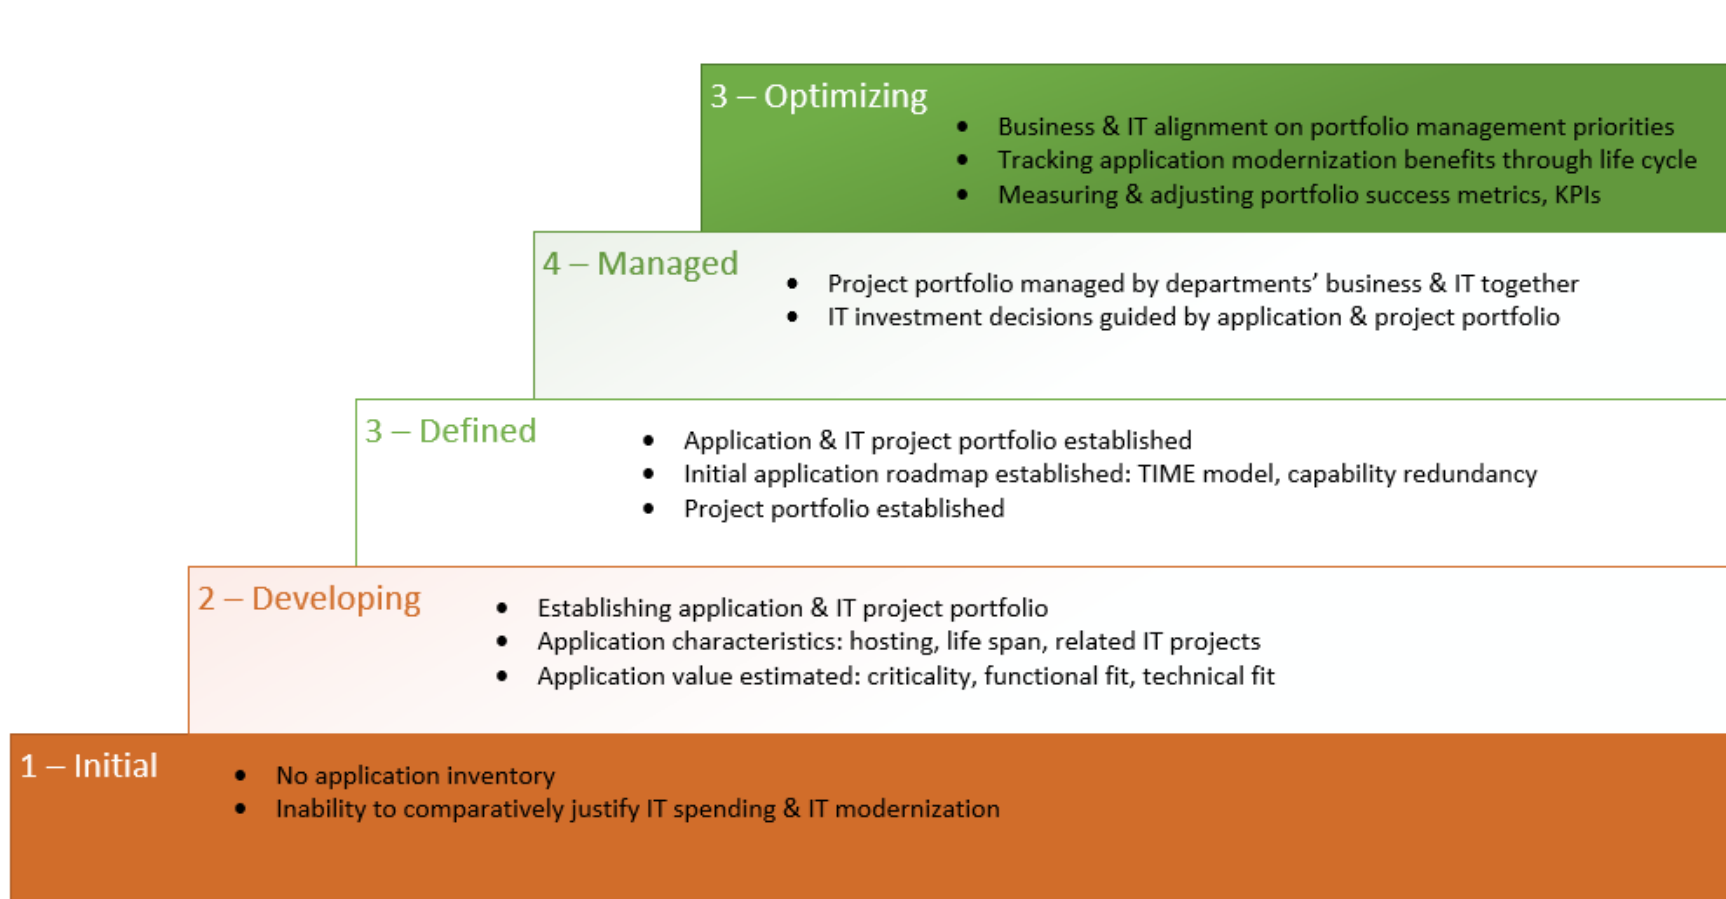 3 – Optimizing
• Business & IT alignment on portfolio management priorities
• Tracking application modernization benefits through life cycle
• Measuring & adjusting portfolio success metrics, KPIs
4 – Managed
• Project portfolio managed by departments’ business & IT together
• IT investment decisions guided by application & project portfolio
3 – Defined
• Application & IT project portfolio established
• Initial application roadmap established: TIME model, capability redundancy
• Project portfolio established
2 – Developing
• Establishing application & IT project portfolio
• Application characteristics: hosting, life span, related IT projects
• Application value estimated: criticality, functional fit, technical fit
1 – Initial
• No application inventory
• Inability to comparatively justify IT spending & IT modernization